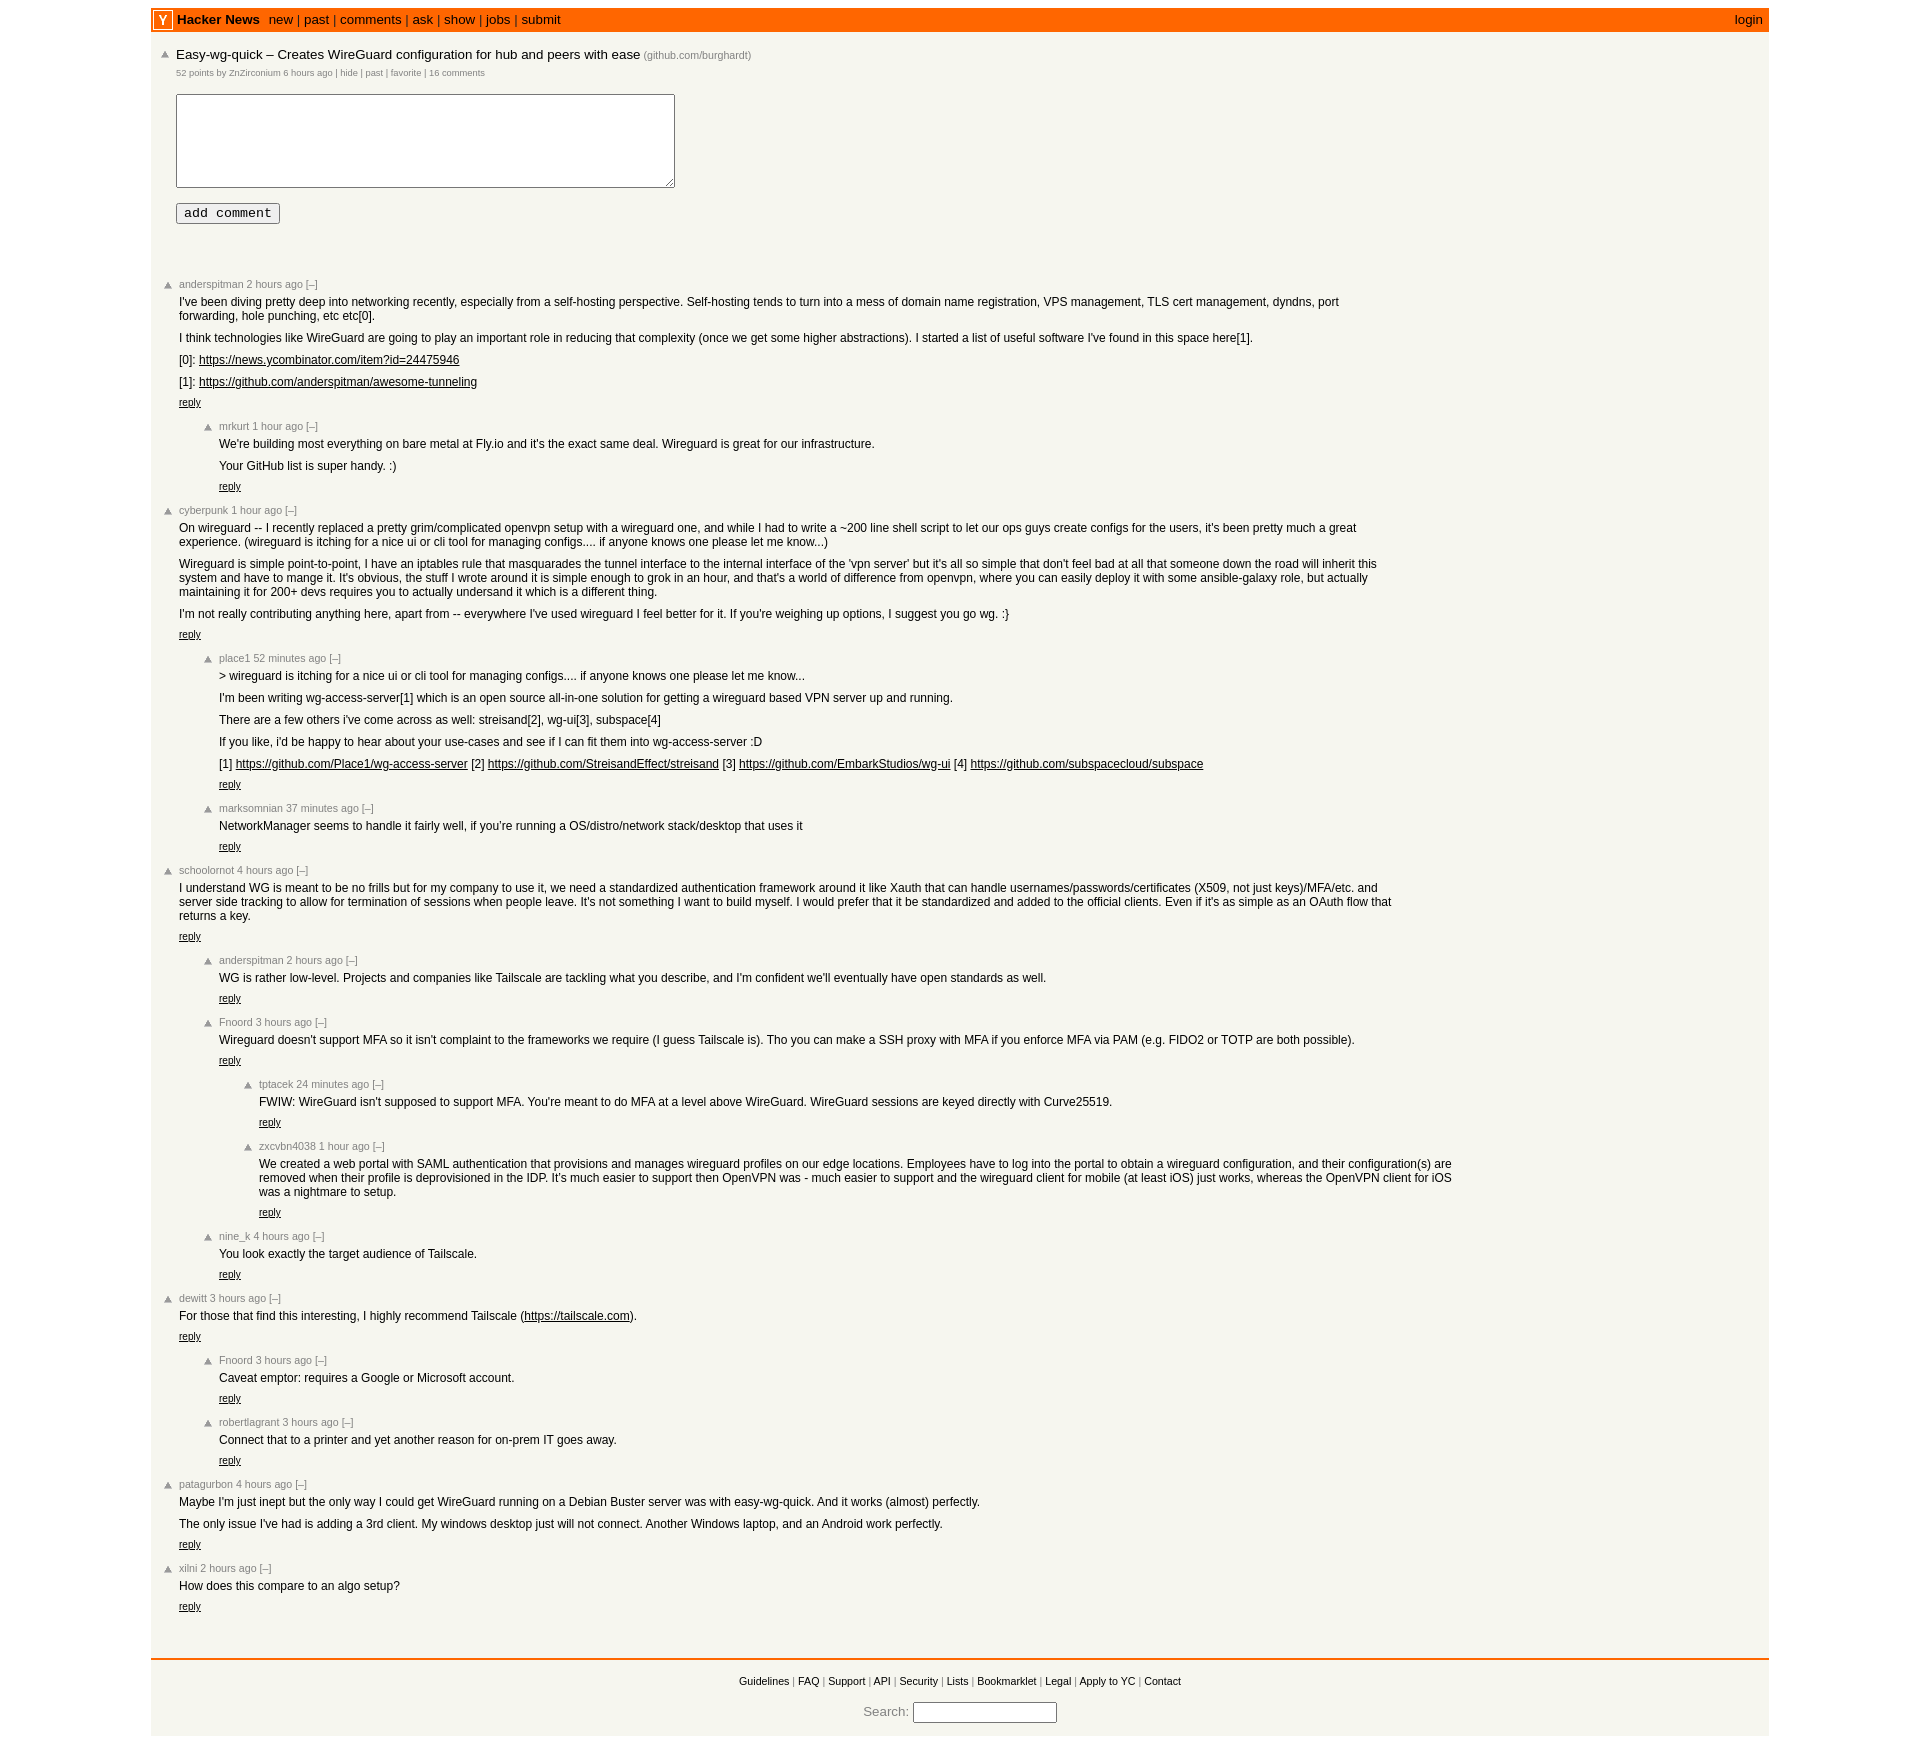 Y Hacker News new | past | comments | ask | show | jobs | submit login
Easy-wg-quick – Creates WireGuard configuration for hub and peers with ease (github.com/burghardt)
52 points by ZnZirconium 6 hours ago | hide | past | favorite | 16 comments
add comment
anderspitman 2 hours ago [–]
I've been diving pretty deep into networking recently, especially from a self-hosting perspective. Self-hosting tends to turn into a mess of domain name registration, VPS management, TLS cert management, dyndns, port
forwarding, hole punching, etc etc[0].
I think technologies like WireGuard are going to play an important role in reducing that complexity (once we get some higher abstractions). I started a list of useful software I've found in this space here[1].
[0]: https://news.ycombinator.com/item?id=24475946
[1]: https://github.com/anderspitman/awesome-tunneling
reply
mrkurt 1 hour ago [–]
We're building most everything on bare metal at Fly.io and it's the exact same deal. Wireguard is great for our infrastructure.
Your GitHub list is super handy. :)
reply
cyberpunk 1 hour ago [–]
On wireguard -- I recently replaced a pretty grim/complicated openvpn setup with a wireguard one, and while I had to write a ~200 line shell script to let our ops guys create configs for the users, it's been pretty much a great
experience. (wireguard is itching for a nice ui or cli tool for managing configs.... if anyone knows one please let me know...)
Wireguard is simple point-to-point, I have an iptables rule that masquarades the tunnel interface to the internal interface of the 'vpn server' but it's all so simple that don't feel bad at all that someone down the road will inherit this
system and have to mange it. It's obvious, the stuff I wrote around it is simple enough to grok in an hour, and that's a world of difference from openvpn, where you can easily deploy it with some ansible-galaxy role, but actually
maintaining it for 200+ devs requires you to actually undersand it which is a different thing.
I'm not really contributing anything here, apart from -- everywhere I've used wireguard I feel better for it. If you're weighing up options, I suggest you go wg. :}
reply
place1 52 minutes ago [–]
> wireguard is itching for a nice ui or cli tool for managing configs.... if anyone knows one please let me know...
I'm been writing wg-access-server[1] which is an open source all-in-one solution for getting a wireguard based VPN server up and running.
There are a few others i've come across as well: streisand[2], wg-ui[3], subspace[4]
If you like, i'd be happy to hear about your use-cases and see if I can fit them into wg-access-server :D
[1] https://github.com/Place1/wg-access-server [2] https://github.com/StreisandEffect/streisand [3] https://github.com/EmbarkStudios/wg-ui [4] https://github.com/subspacecloud/subspace
reply
marksomnian 37 minutes ago [–]
NetworkManager seems to handle it fairly well, if you're running a OS/distro/network stack/desktop that uses it
reply
schoolornot 4 hours ago [–]
I understand WG is meant to be no frills but for my company to use it, we need a standardized authentication framework around it like Xauth that can handle usernames/passwords/certificates (X509, not just keys)/MFA/etc. and
server side tracking to allow for termination of sessions when people leave. It's not something I want to build myself. I would prefer that it be standardized and added to the official clients. Even if it's as simple as an OAuth flow that
returns a key.
reply
anderspitman 2 hours ago [–]
WG is rather low-level. Projects and companies like Tailscale are tackling what you describe, and I'm confident we'll eventually have open standards as well.
reply
Fnoord 3 hours ago [–]
Wireguard doesn't support MFA so it isn't complaint to the frameworks we require (I guess Tailscale is). Tho you can make a SSH proxy with MFA if you enforce MFA via PAM (e.g. FIDO2 or TOTP are both possible).
reply
tptacek 24 minutes ago [–]
FWIW: WireGuard isn't supposed to support MFA. You're meant to do MFA at a level above WireGuard. WireGuard sessions are keyed directly with Curve25519.
reply
zxcvbn4038 1 hour ago [–]
We created a web portal with SAML authentication that provisions and manages wireguard profiles on our edge locations. Employees have to log into the portal to obtain a wireguard configuration, and their configuration(s) are
removed when their profile is deprovisioned in the IDP. It's much easier to support then OpenVPN was - much easier to support and the wireguard client for mobile (at least iOS) just works, whereas the OpenVPN client for iOS
was a nightmare to setup.
reply
nine_k 4 hours ago [–]
You look exactly the target audience of Tailscale.
reply
dewitt 3 hours ago [–]
For those that find this interesting, I highly recommend Tailscale (https://tailscale.com).
reply
Fnoord 3 hours ago [–]
Caveat emptor: requires a Google or Microsoft account.
reply
robertlagrant 3 hours ago [–]
Connect that to a printer and yet another reason for on-prem IT goes away.
reply
patagurbon 4 hours ago [–]
Maybe I'm just inept but the only way I could get WireGuard running on a Debian Buster server was with easy-wg-quick. And it works (almost) perfectly.
The only issue I've had is adding a 3rd client. My windows desktop just will not connect. Another Windows laptop, and an Android work perfectly.
reply
xilni 2 hours ago [–]
How does this compare to an algo setup?
reply
Guidelines | FAQ | Support | API | Security | Lists | Bookmarklet | Legal | Apply to YC | Contact
Search: